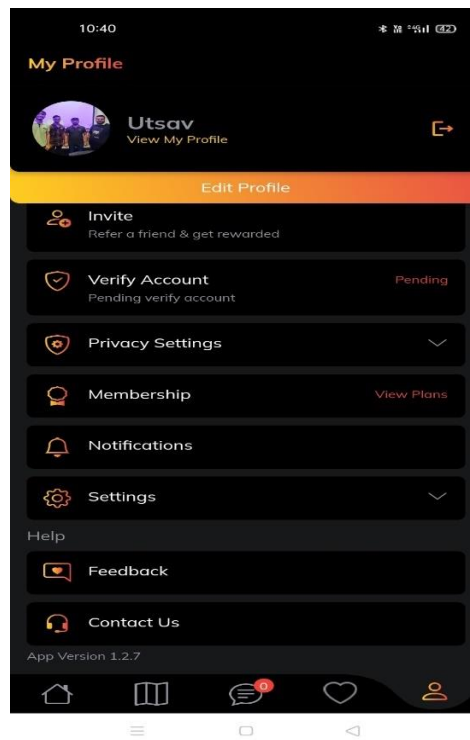 10:40
42
My Profile
Utsav
View My Profile
Edit Profile
Invite
Refer a friend & get rewarded
Verify Account
Pending
Pending verify account
Privacy Settings
Membership
View Plans
Notifications
Settings
Help
Feedback
Contact Us
App Version 1.2.7
0